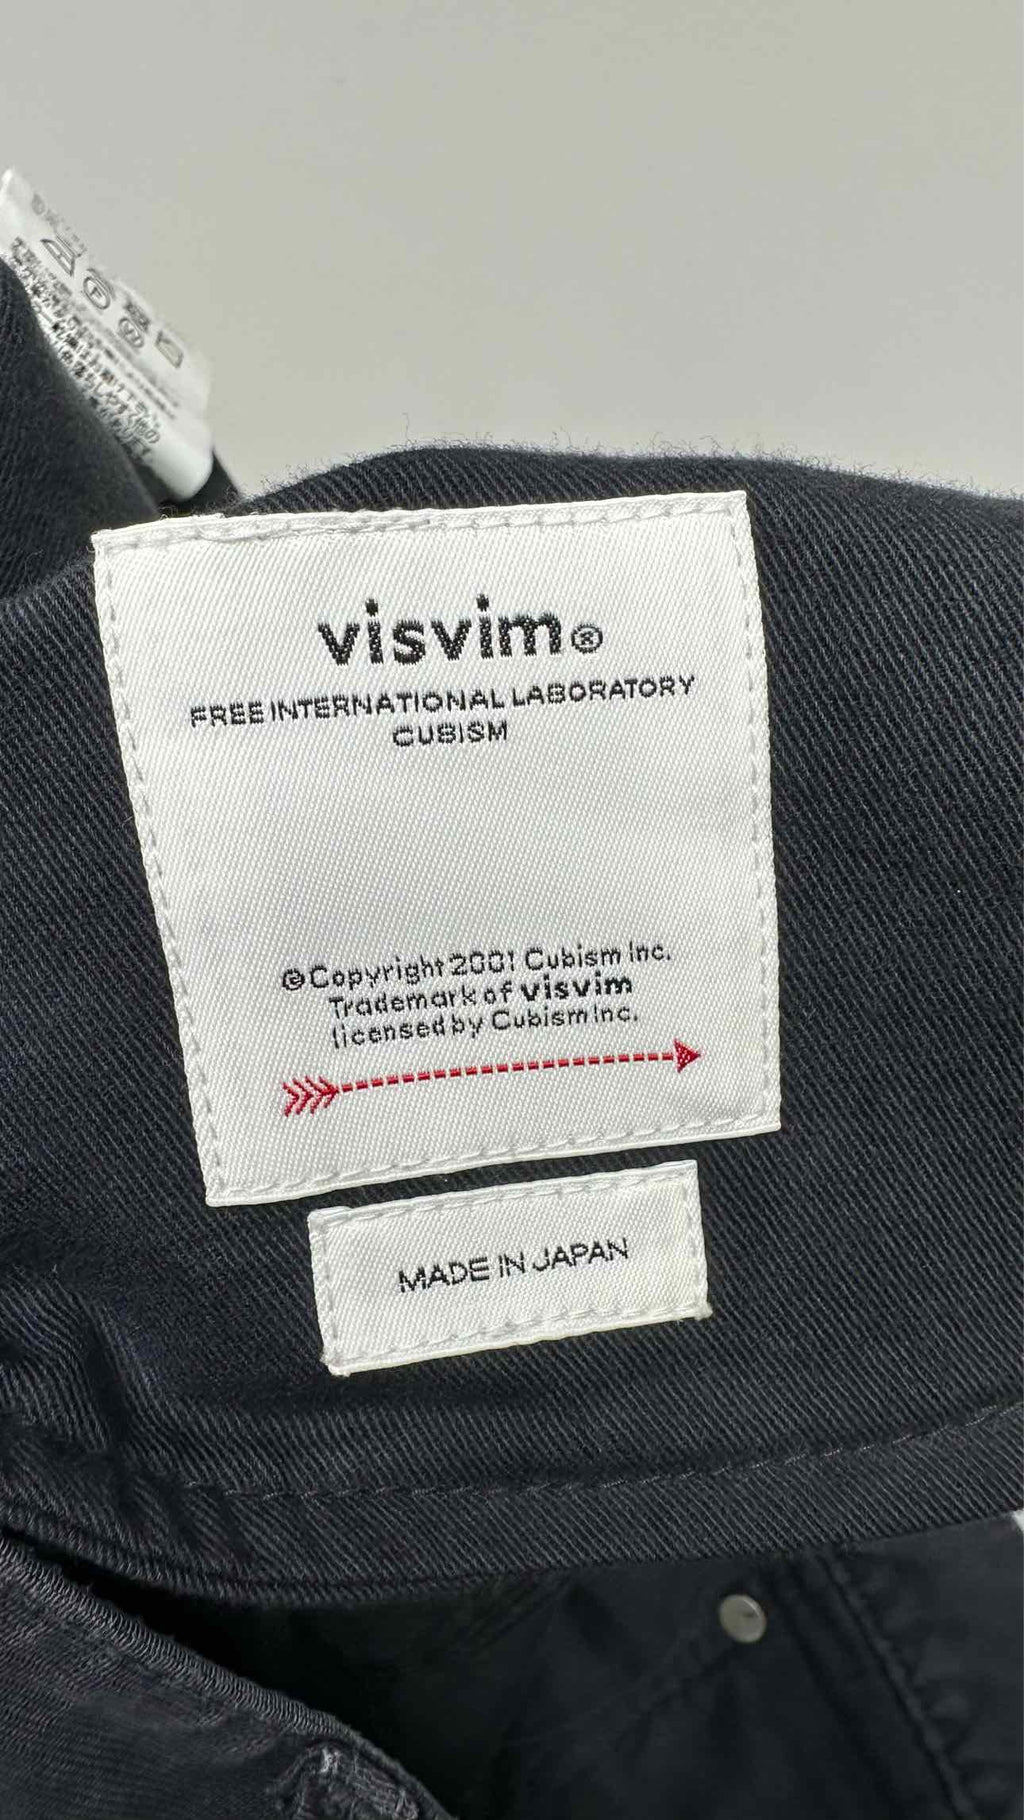 visvim®
FREE INTERNATIONAL LABORATORY
CUBISM
©Copyright 2001 Cubism Inc.
Trademark of visvim
licensed by Cubism Inc.
MADE IN JAPAN